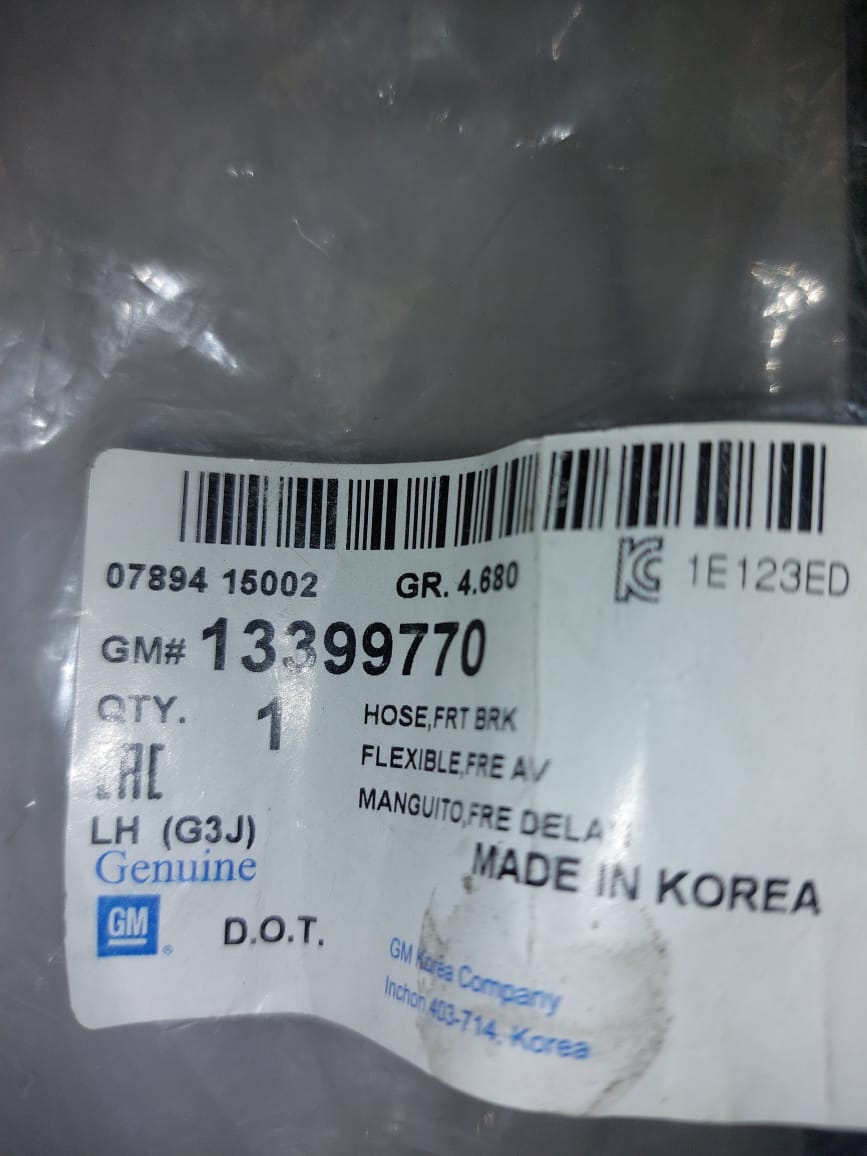 07894 15002 GR. 4.680 1E123ED
GM# 13399770
QTY. 1 HOSE,FRT BRK
FLEXIBLE,FRE AV
EAC
MANGUITO,FRE
LH (G3J)
Genuine
MADE IN KOREA
GM
D.O.T.
GM Korea Company
Inchon 403-714, Korea